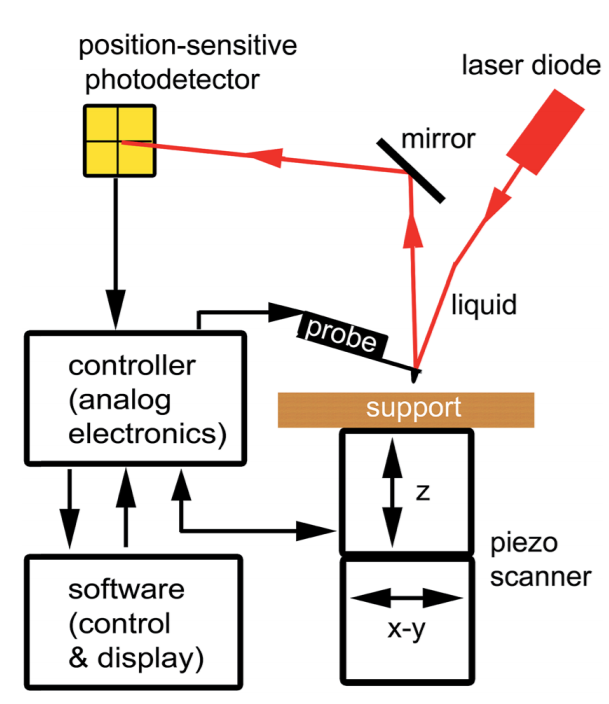 position-sensitive
photodetector
laser diode
mirror
liquid
probe
controller
(analog
electronics)
support
z
piezo
scanner
software
(control
& display)
x-y